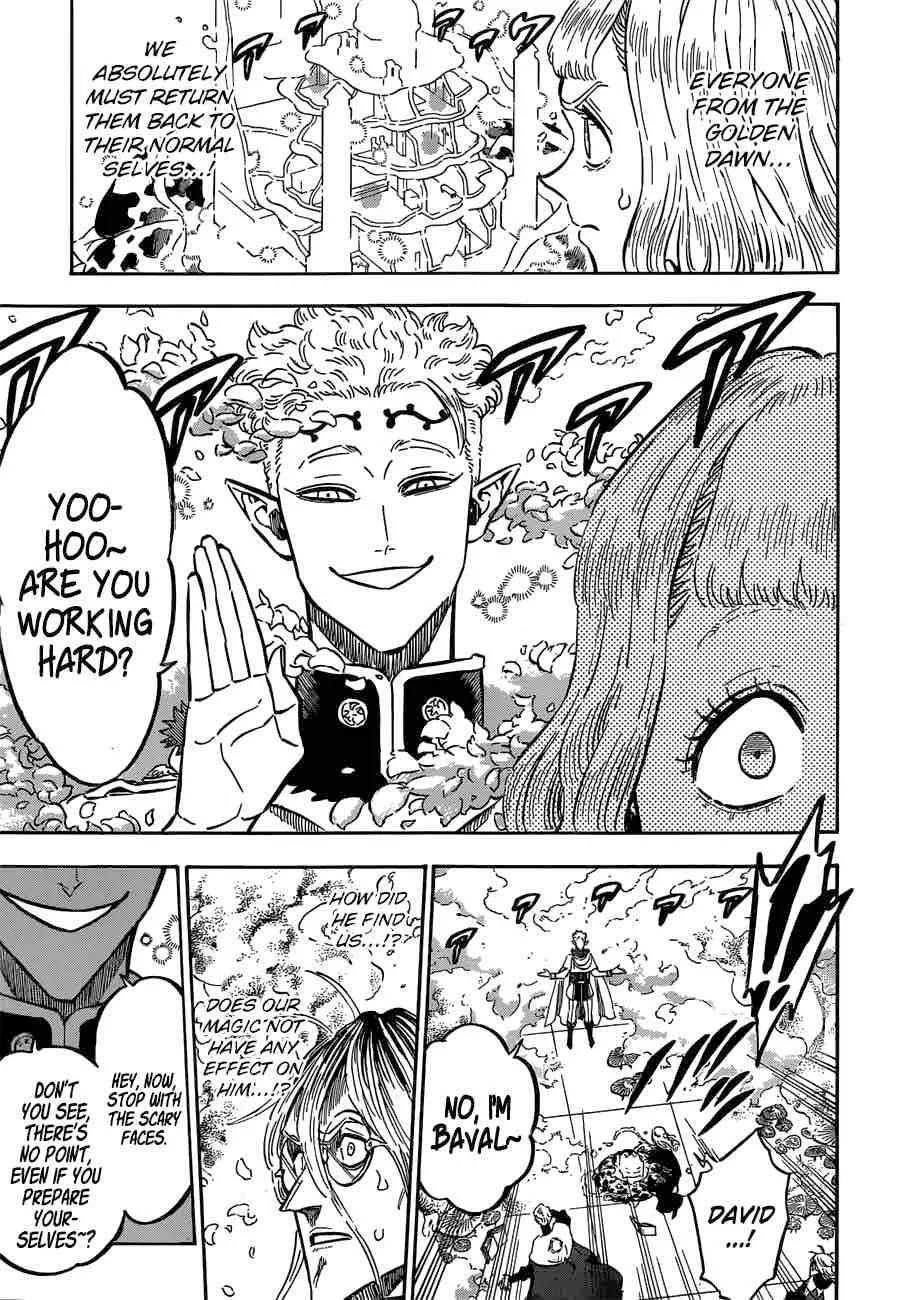 EVERYONE
FROM THE
GOLDEN
DAWN...
WE
ABSOLUTELY
MUST RETURN
THEM BACK TO
THEIR NORMAL
SELVES...!
YOO-
HOO~
ARE YOU
WORKING
HARD?
DAVID
...!
NO, I'M
BAVAL~
HOW DID
HE FIND
US...!?
DOES OUR
MAGIC NOT
HAVE ANY
EFFECT ON
HIM...!?
HEY, NOW,
STOP WITH
THE SCARY
FACES.
DON'T
YOU SEE,
THERE'S
NO POINT,
EVEN IF YOU
PREPARE
YOUR-
SELVES~?